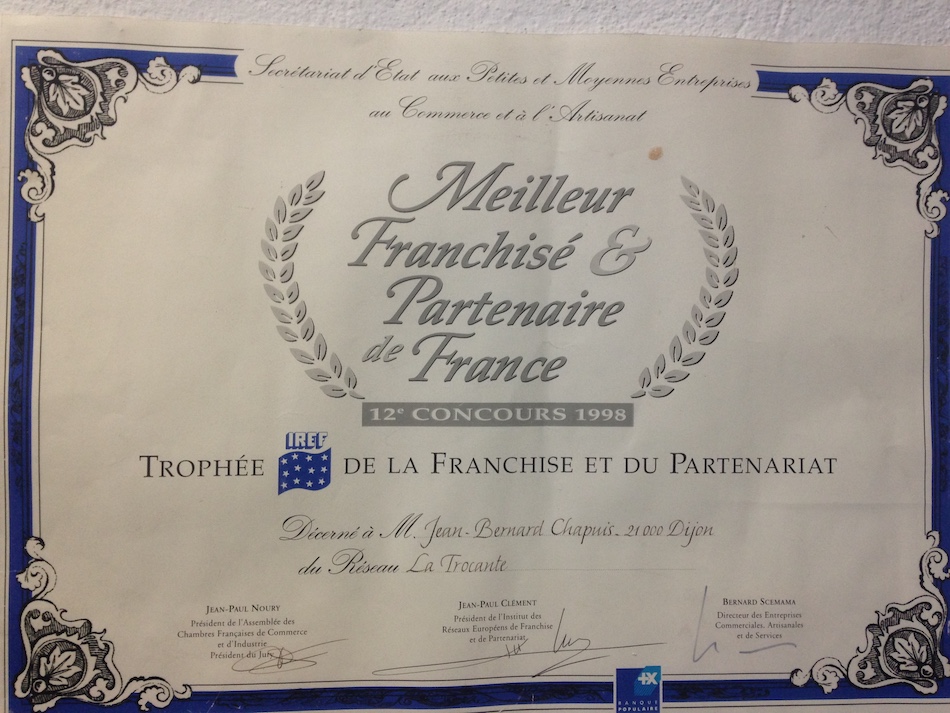 Secrétariat d'Etat aux Petites et Moyennes Entreprises
au Commerce et à l'Artisanat
Meilleur
Franchisé &
Partenaire
de France
12e CONCOURS 1998
TROPHÉE IREF DE LA FRANCHISE ET DU PARTENARIAT
Décerné à M. Jean-Bernard Chapuis - 21000 Dijon
du Réseau La Trocante
JEAN-PAUL NOURY
Président de l'Assemblée des
Chambres Françaises de Commerce
et d'Industrie
Président du Jury
JEAN-PAUL CLÉMENT
Président de l'Institut des
Réseaux Européens de Franchise
et de Partenariat
BERNARD SCEMAMA
Directeur des Entreprises
Commerciales, Artisanales
et de Services
BANQUE
POPULAIRE